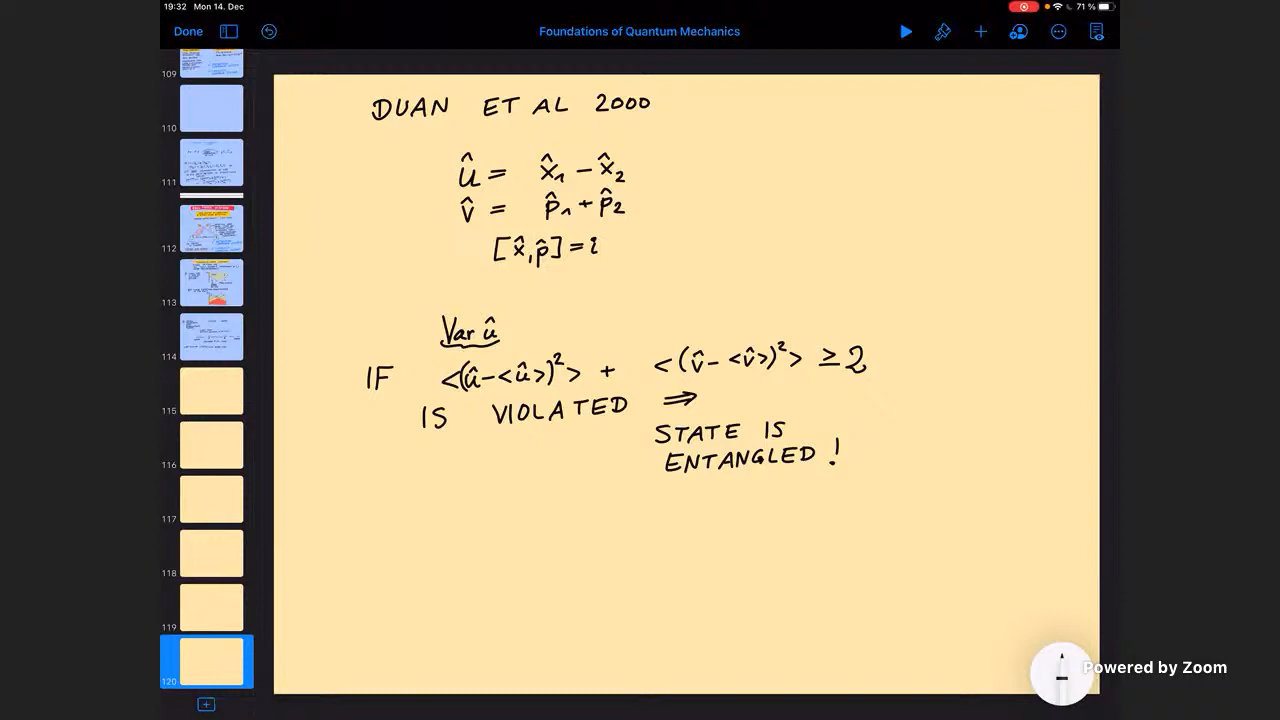 19:32 Mon 14. Dec
71 %
Done
Foundations of Quantum Mechanics
109
110
111
112
113
114
115
116
117
118
119
120
DUAN ET AL 2000
û = x̂₁ - x̂₂
v̂ = p̂₁ + p̂₂
[x̂, p̂] = i
Var û
IF <(û-<û>)²> + <(v̂-<v̂>)²> ≥ 2
IS VIOLATED ⇒
STATE IS
ENTANGLED !
Powered by Zoom